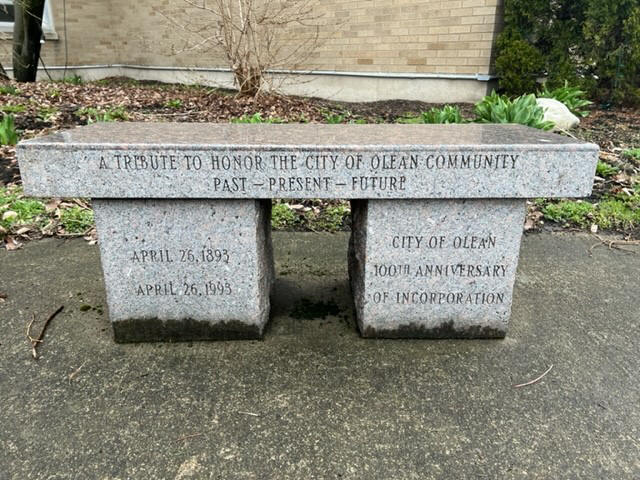 A TRIBUTE TO HONOR THE CITY OF OLEAN COMMUNITY
PAST – PRESENT – FUTURE
APRIL 26, 1893
APRIL 26, 1993
CITY OF OLEAN
100TH ANNIVERSARY
OF INCORPORATION